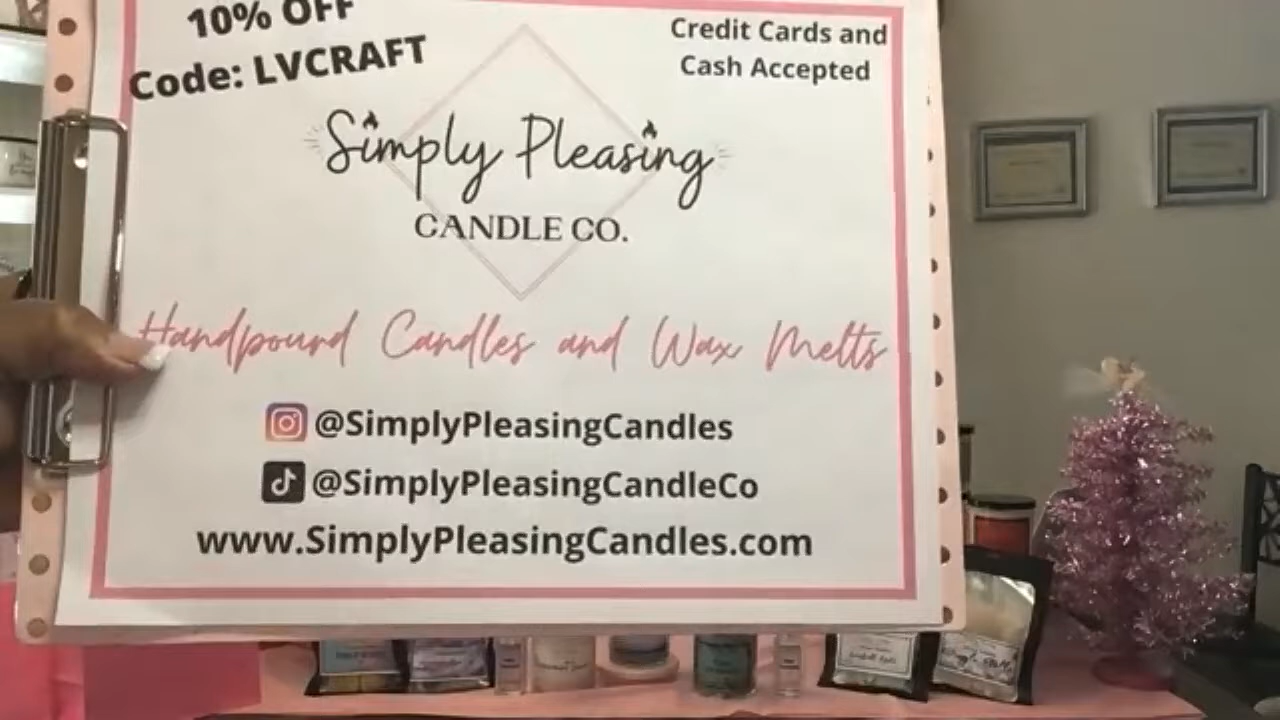 10% OFF
Code: LVCRAFT
Credit Cards and
Cash Accepted
Simply Pleasing
CANDLE CO.
Handpourd Candles and Wax Melts
@SimplyPleasingCandles
@SimplyPleasingCandleCo
www.SimplyPleasingCandles.com